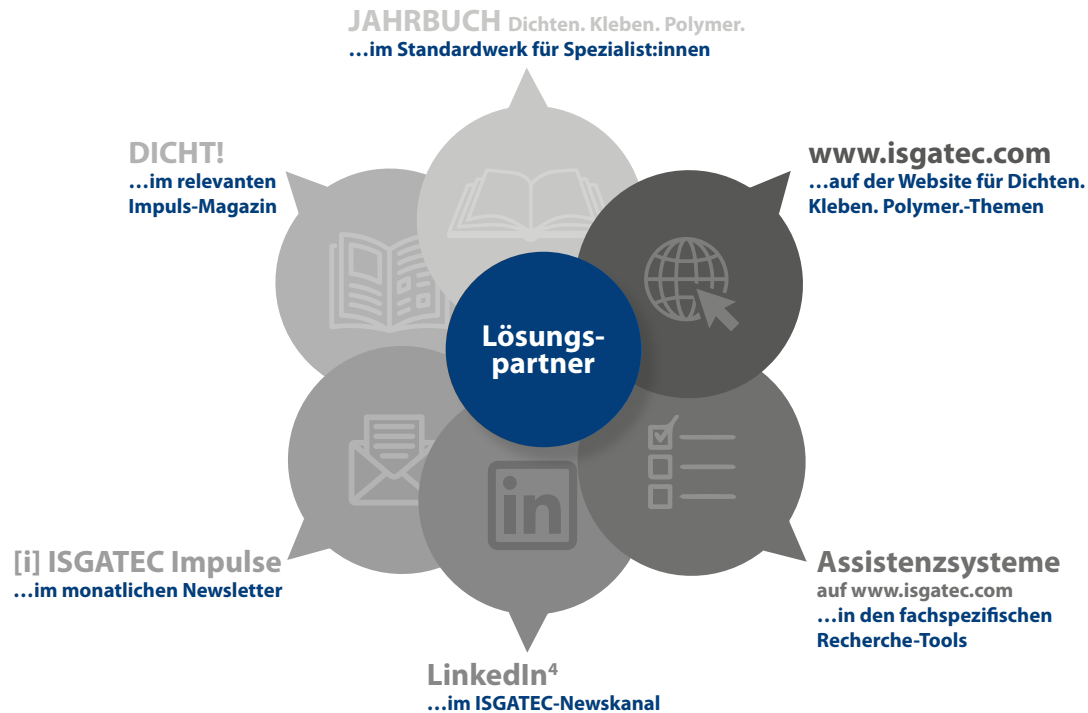 JAHRBUCH Dichten. Kleben. Polymer.
…im Standardwerk für Spezialist:innen
DICHT!
…im relevanten
Impuls-Magazin
www.isgatec.com
…auf der Website für Dichten.
Kleben. Polymer.-Themen
Lösungs-
partner
in
[i] ISGATEC Impulse
…im monatlichen Newsletter
Assistenzsysteme
auf www.isgatec.com
…in den fachspezifischen
Recherche-Tools
LinkedIn⁴
…im ISGATEC-Newskanal